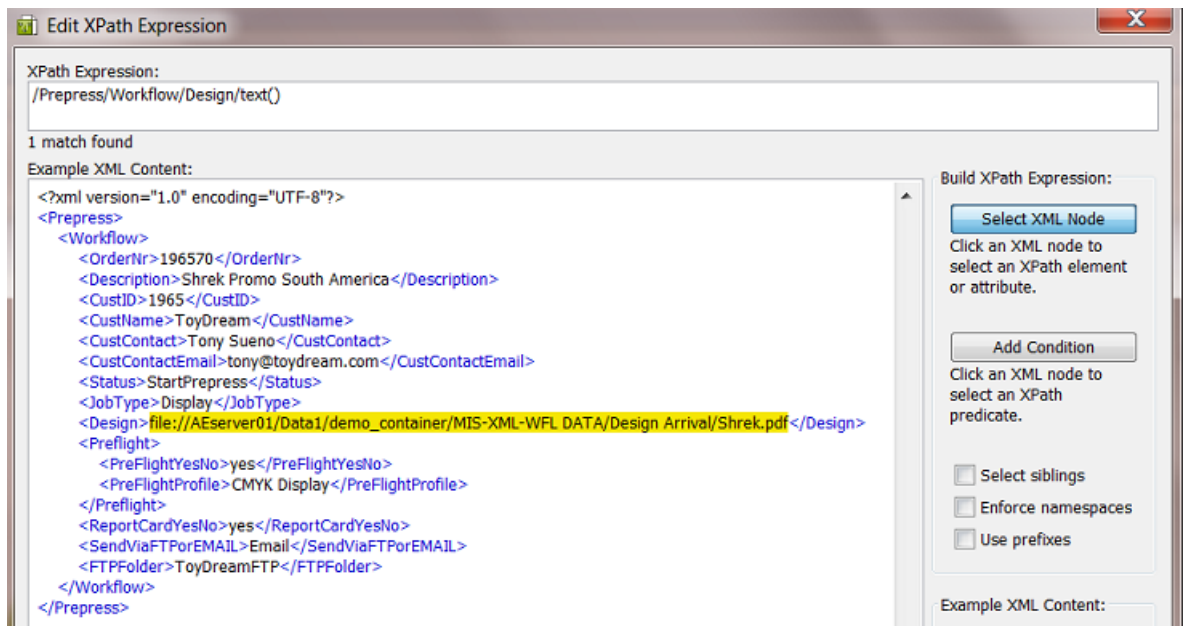 Edit XPath Expression
X
XPath Expression:
/Prepress/Workflow/Design/text()
1 match found
Example XML Content:
<?xml version="1.0" encoding="UTF-8"?>
<Prepress>
<Workflow>
<OrderNr>196570</OrderNr>
<Description>Shrek Promo South America</Description>
<CustID>1965</CustID>
<CustName>ToyDream</CustName>
<CustContact>Tony Sueno</CustContact>
<CustContactEmail>tony@toydream.com</CustContactEmail>
<Status>StartPrepress</Status>
<JobType>Display</JobType>
<Design>file://AEserver01/Data1/demo_container/MIS-XML-WFL DATA/Design Arrival/Shrek.pdf</Design>
<Preflight>
<PreFlightYesNo>yes</PreFlightYesNo>
<PreFlightProfile>CMYK Display</PreFlightProfile>
</Preflight>
<ReportCardYesNo>yes</ReportCardYesNo>
<SendViaFTPorEMAIL>Email</SendViaFTPorEMAIL>
<FTPFolder>ToyDreamFTP</FTPFolder>
</Workflow>
</Prepress>
Build XPath Expression:
Select XML Node
Click an XML node to
select an XPath element
or attribute.
Add Condition
Click an XML node to
select an XPath
predicate.
Select siblings
Enforce namespaces
Use prefixes
Example XML Content: